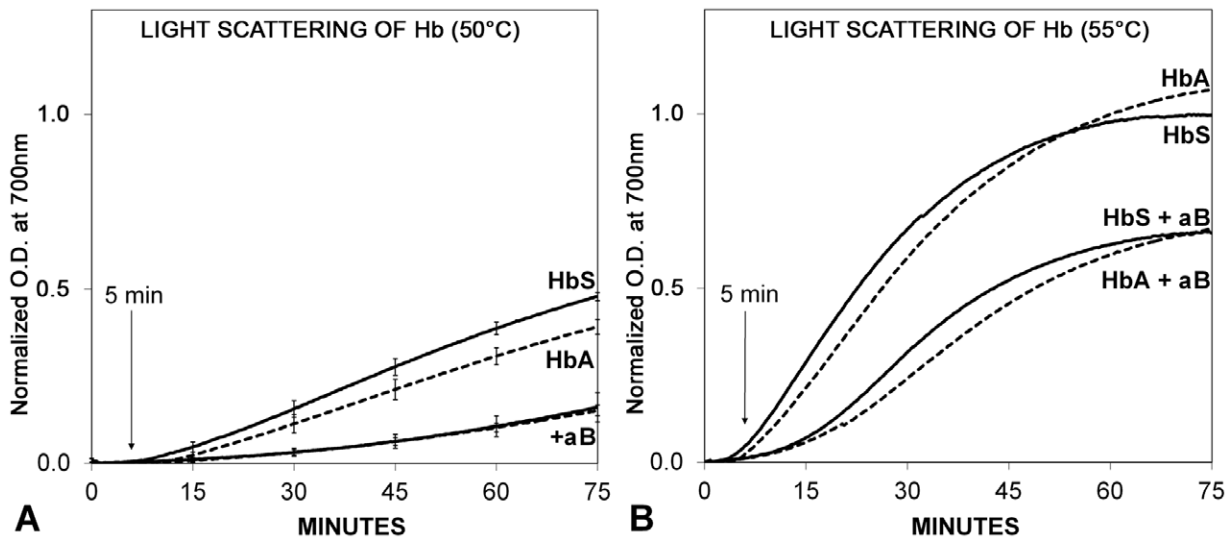 LIGHT SCATTERING OF Hb (50°C)
Normalized O.D. at 700nm
1.0
0.5
0.0
5 min
HbS
HbA
+aB
0 15 30 45 60 75
MINUTES
A
LIGHT SCATTERING OF Hb (55°C)
Normalized O.D. at 700nm
1.0
0.5
0.0
5 min
HbA
HbS
HbS + aB
HbA + aB
0 15 30 45 60 75
MINUTES
B